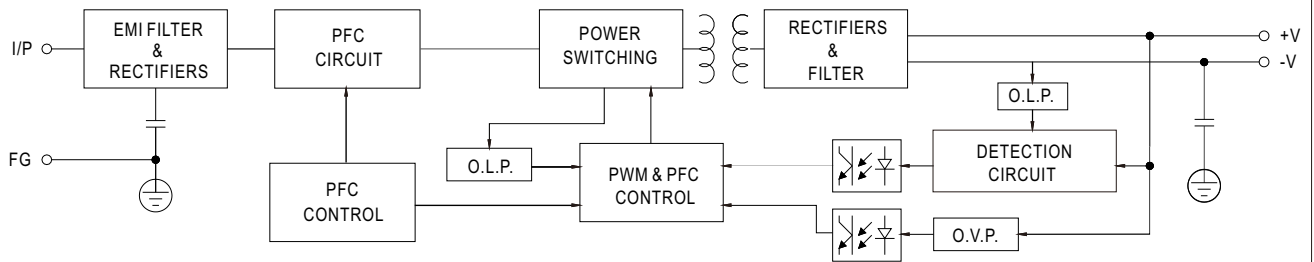 I/P
EMI FILTER
&
RECTIFIERS
PFC
CIRCUIT
POWER
SWITCHING
RECTIFIERS
&
FILTER
+V
-V
O.L.P.
FG
O.L.P.
PFC
CONTROL
PWM & PFC
CONTROL
DETECTION
CIRCUIT
O.V.P.